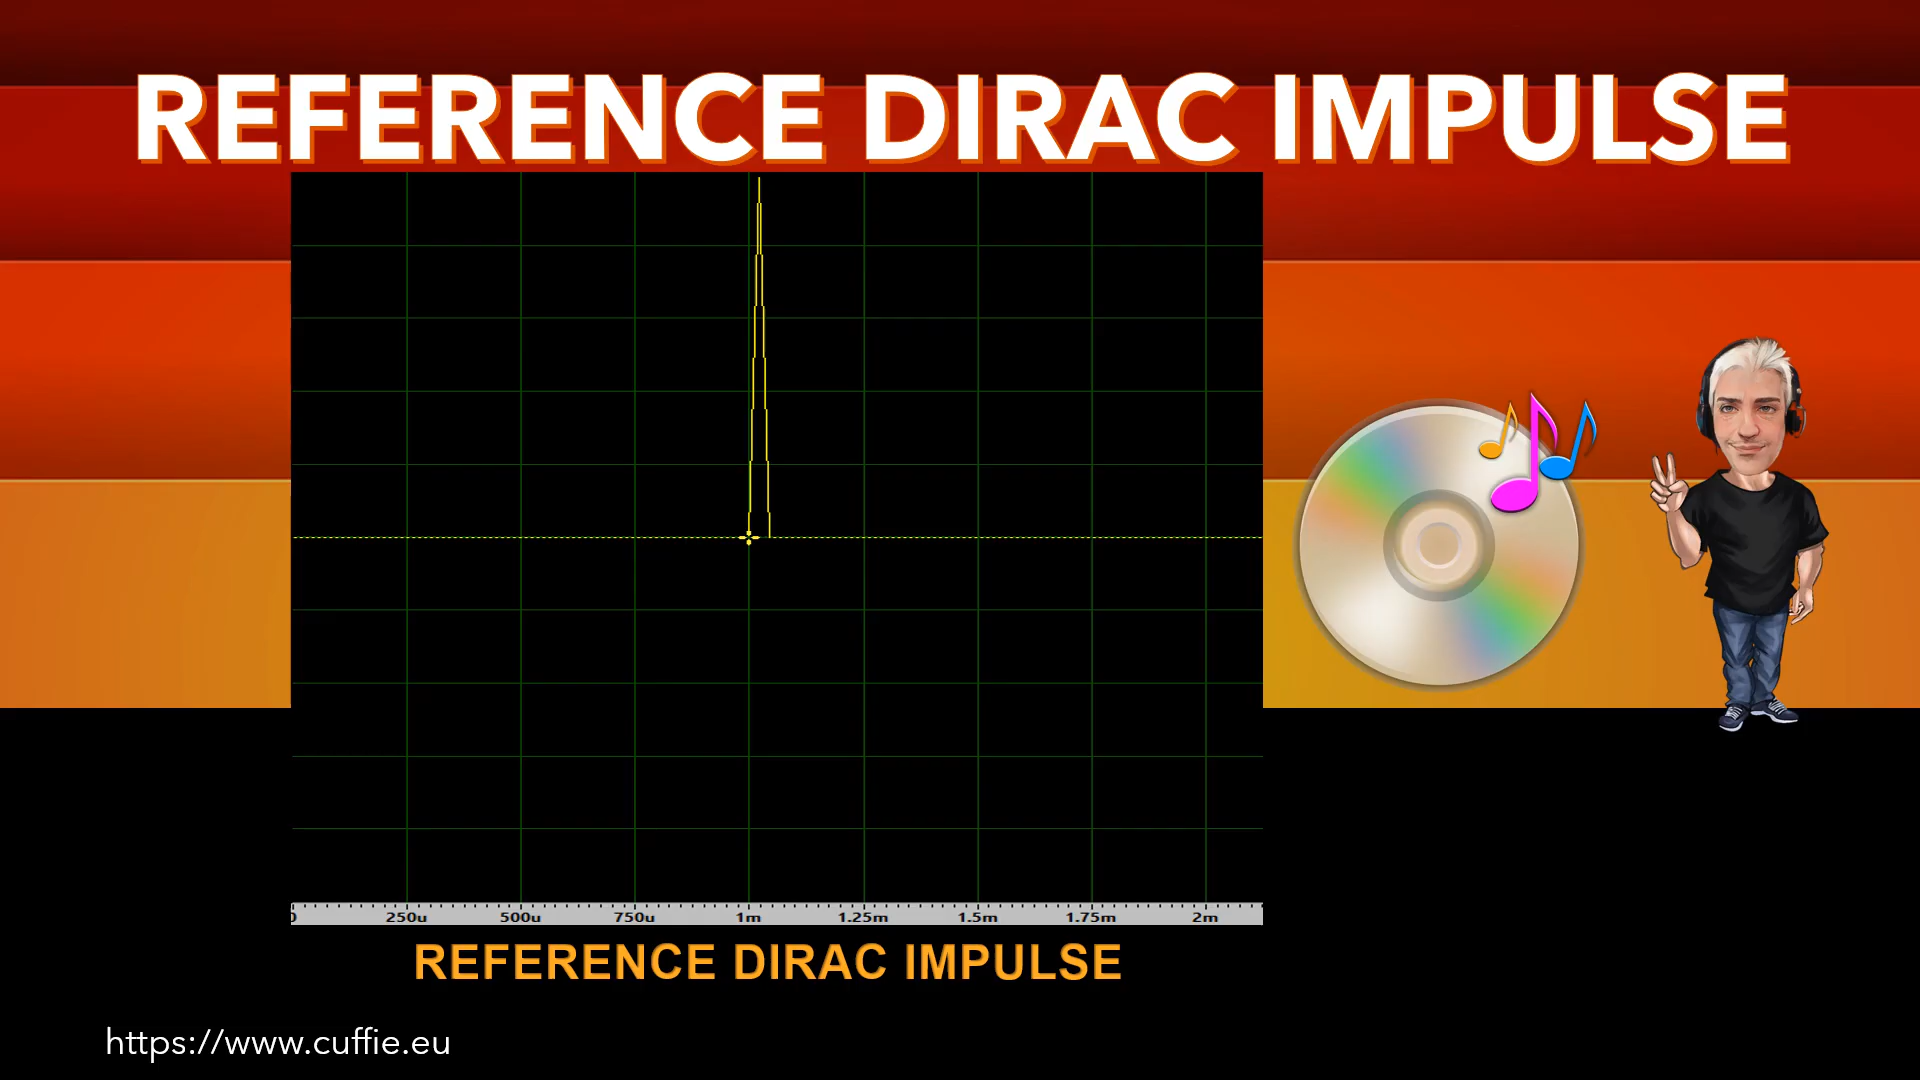 REFERENCE DIRAC IMPULSE
0 250u 500u 750u 1m 1.25m 1.5m 1.75m 2m
REFERENCE DIRAC IMPULSE
https://www.cuffie.eu